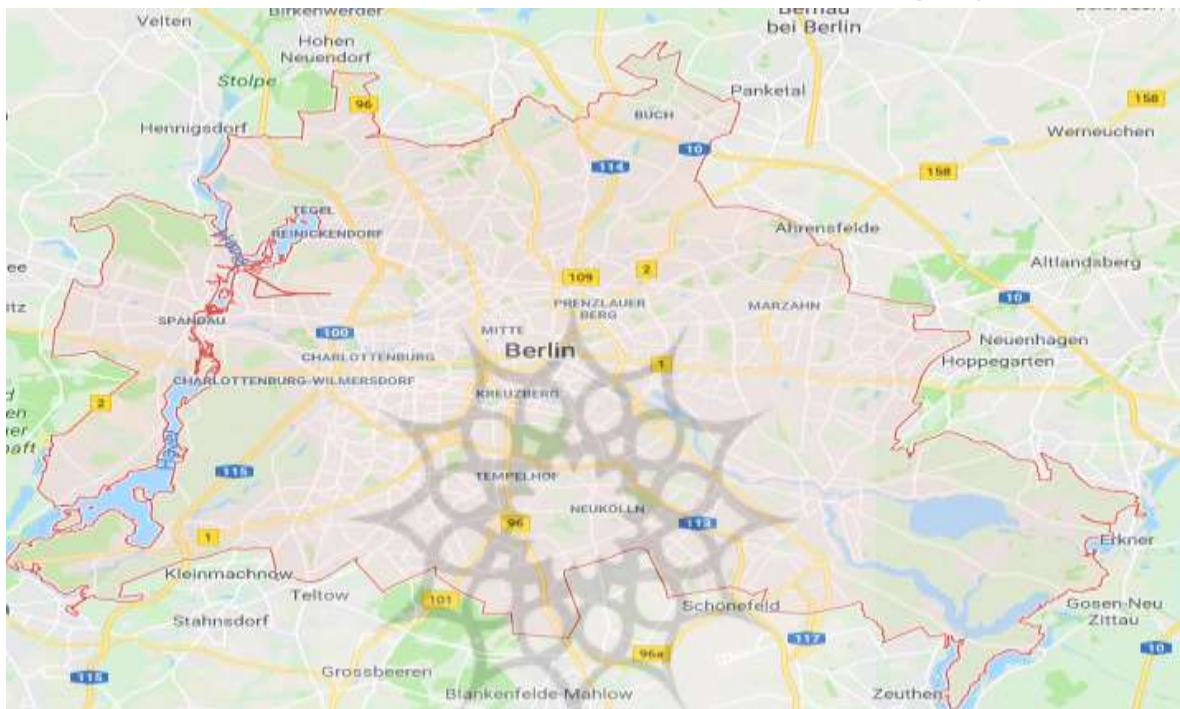 Velten
Birkenwerder
Hohen
Neuendorf
Stolpe
96
Hennigsdorf
Bernau
bei Berlin
Panketal
158
BUCH
Werneuchen
10
114
158
TEGEL
REINICKENDORF
Ahrensfelde
Havel
Altlandsberg
109
2
10
PRENZLAUER
BERG
MARZAHN
SPANDAU
100
MITTE
Berlin
Neuenhagen
Hoppegarten
CHARLOTTENBURG
1
CHARLOTTENBURG-WILMERSDORF
KREUZBERG
2
Havel
115
TEMPELHOF
NEUKÖLLN
96
113
1
Erkner
Kleinmachnow
Teltow
101
Schönefeld
Gosen-Neu
Zittau
Stahnsdorf
117
10
96a
115
Grossbeeren
Blankenfelde-Mahlow
Zeuthen